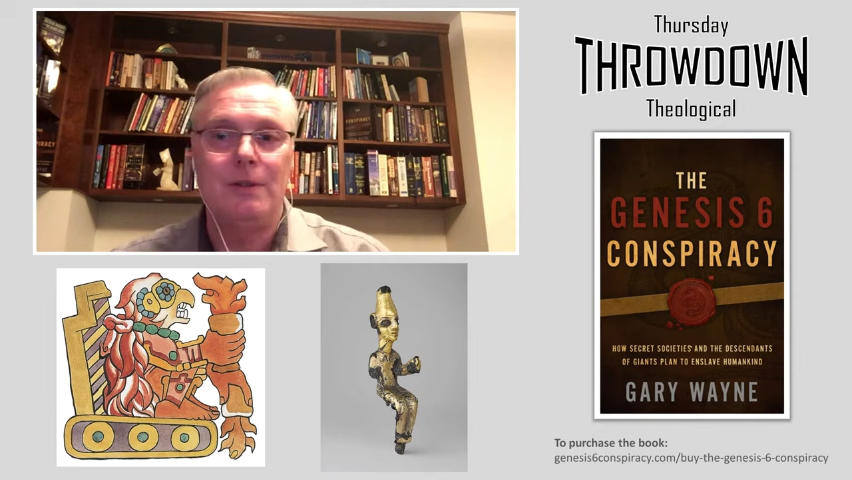 Thursday
THROWDOWN
Theological
THE
GENESIS 6
CONSPIRACY
HOW SECRET SOCIETIES AND THE DESCENDANTS
OF GIANTS PLAN TO ENSLAVE HUMANKIND
GARY WAYNE
To purchase the book:
genesis6conspiracy.com/buy-the-genesis-6-conspiracy